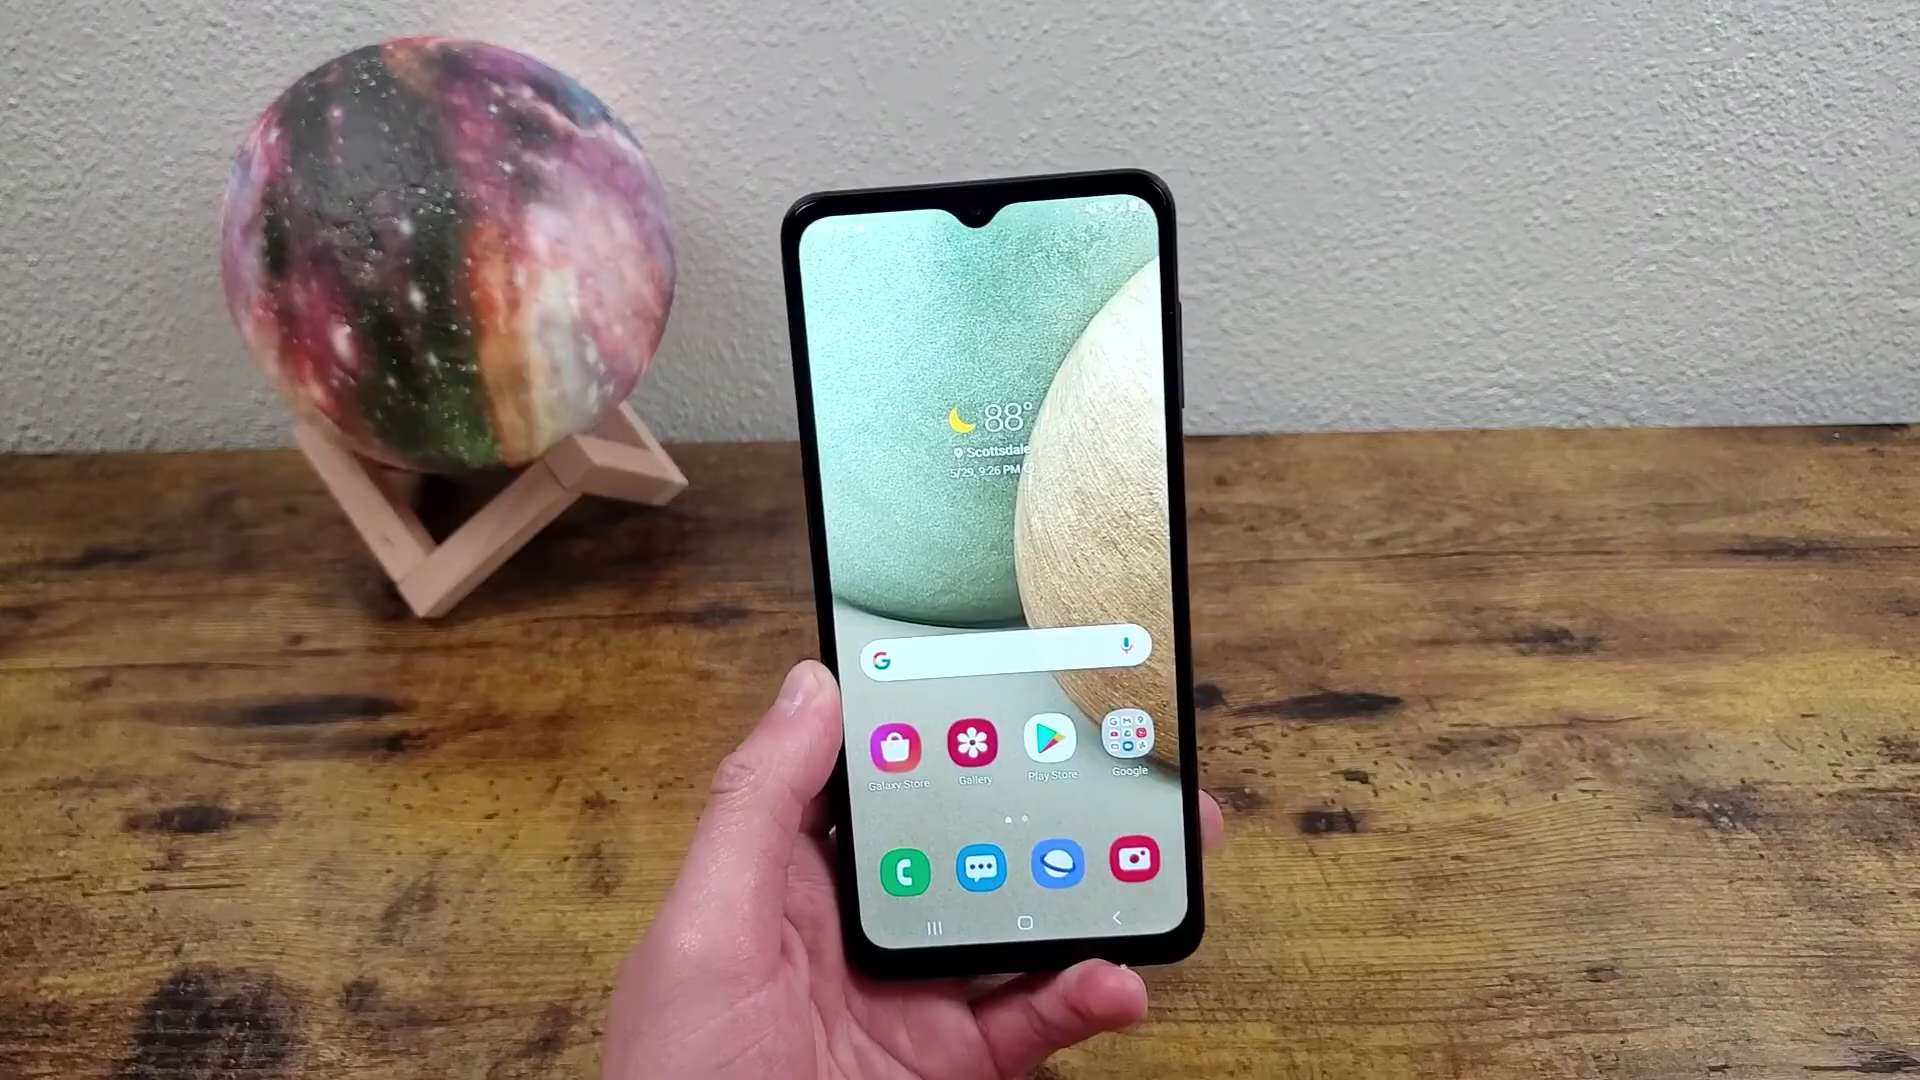 88°
Scottsdale
5/29, 9:26 PM
G
Galaxy Store
Gallery
Play Store
Google